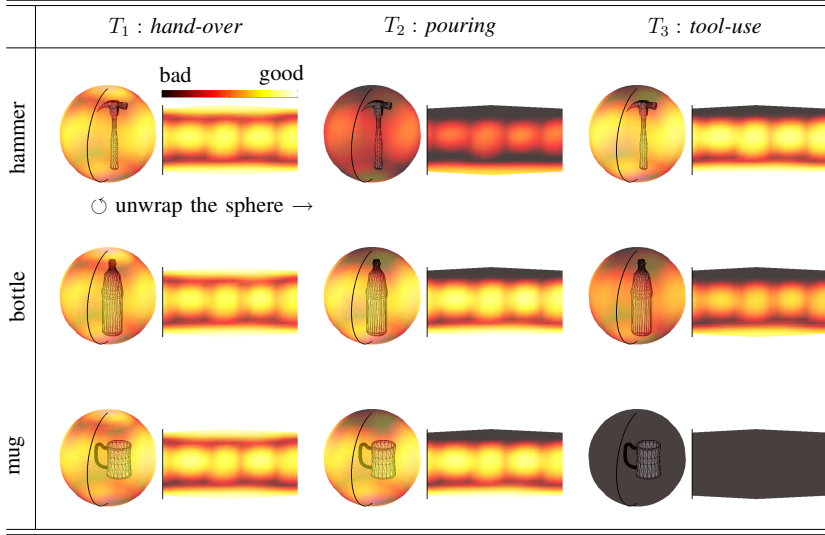 T₁ : hand-over T₂ : pouring T₃ : tool-use
bad good
hammer
↺ unwrap the sphere →
bottle
mug